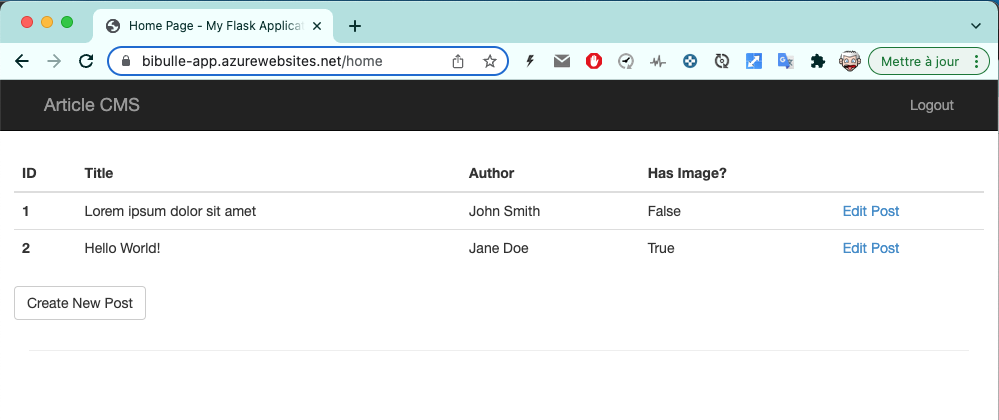 Home Page - My Flask Applicat
bibulle-app.azurewebsites.net/home
Mettre à jour
Article CMS Logout
ID Title Author Has Image?
1 Lorem ipsum dolor sit amet John Smith False Edit Post
2 Hello World! Jane Doe True Edit Post
Create New Post